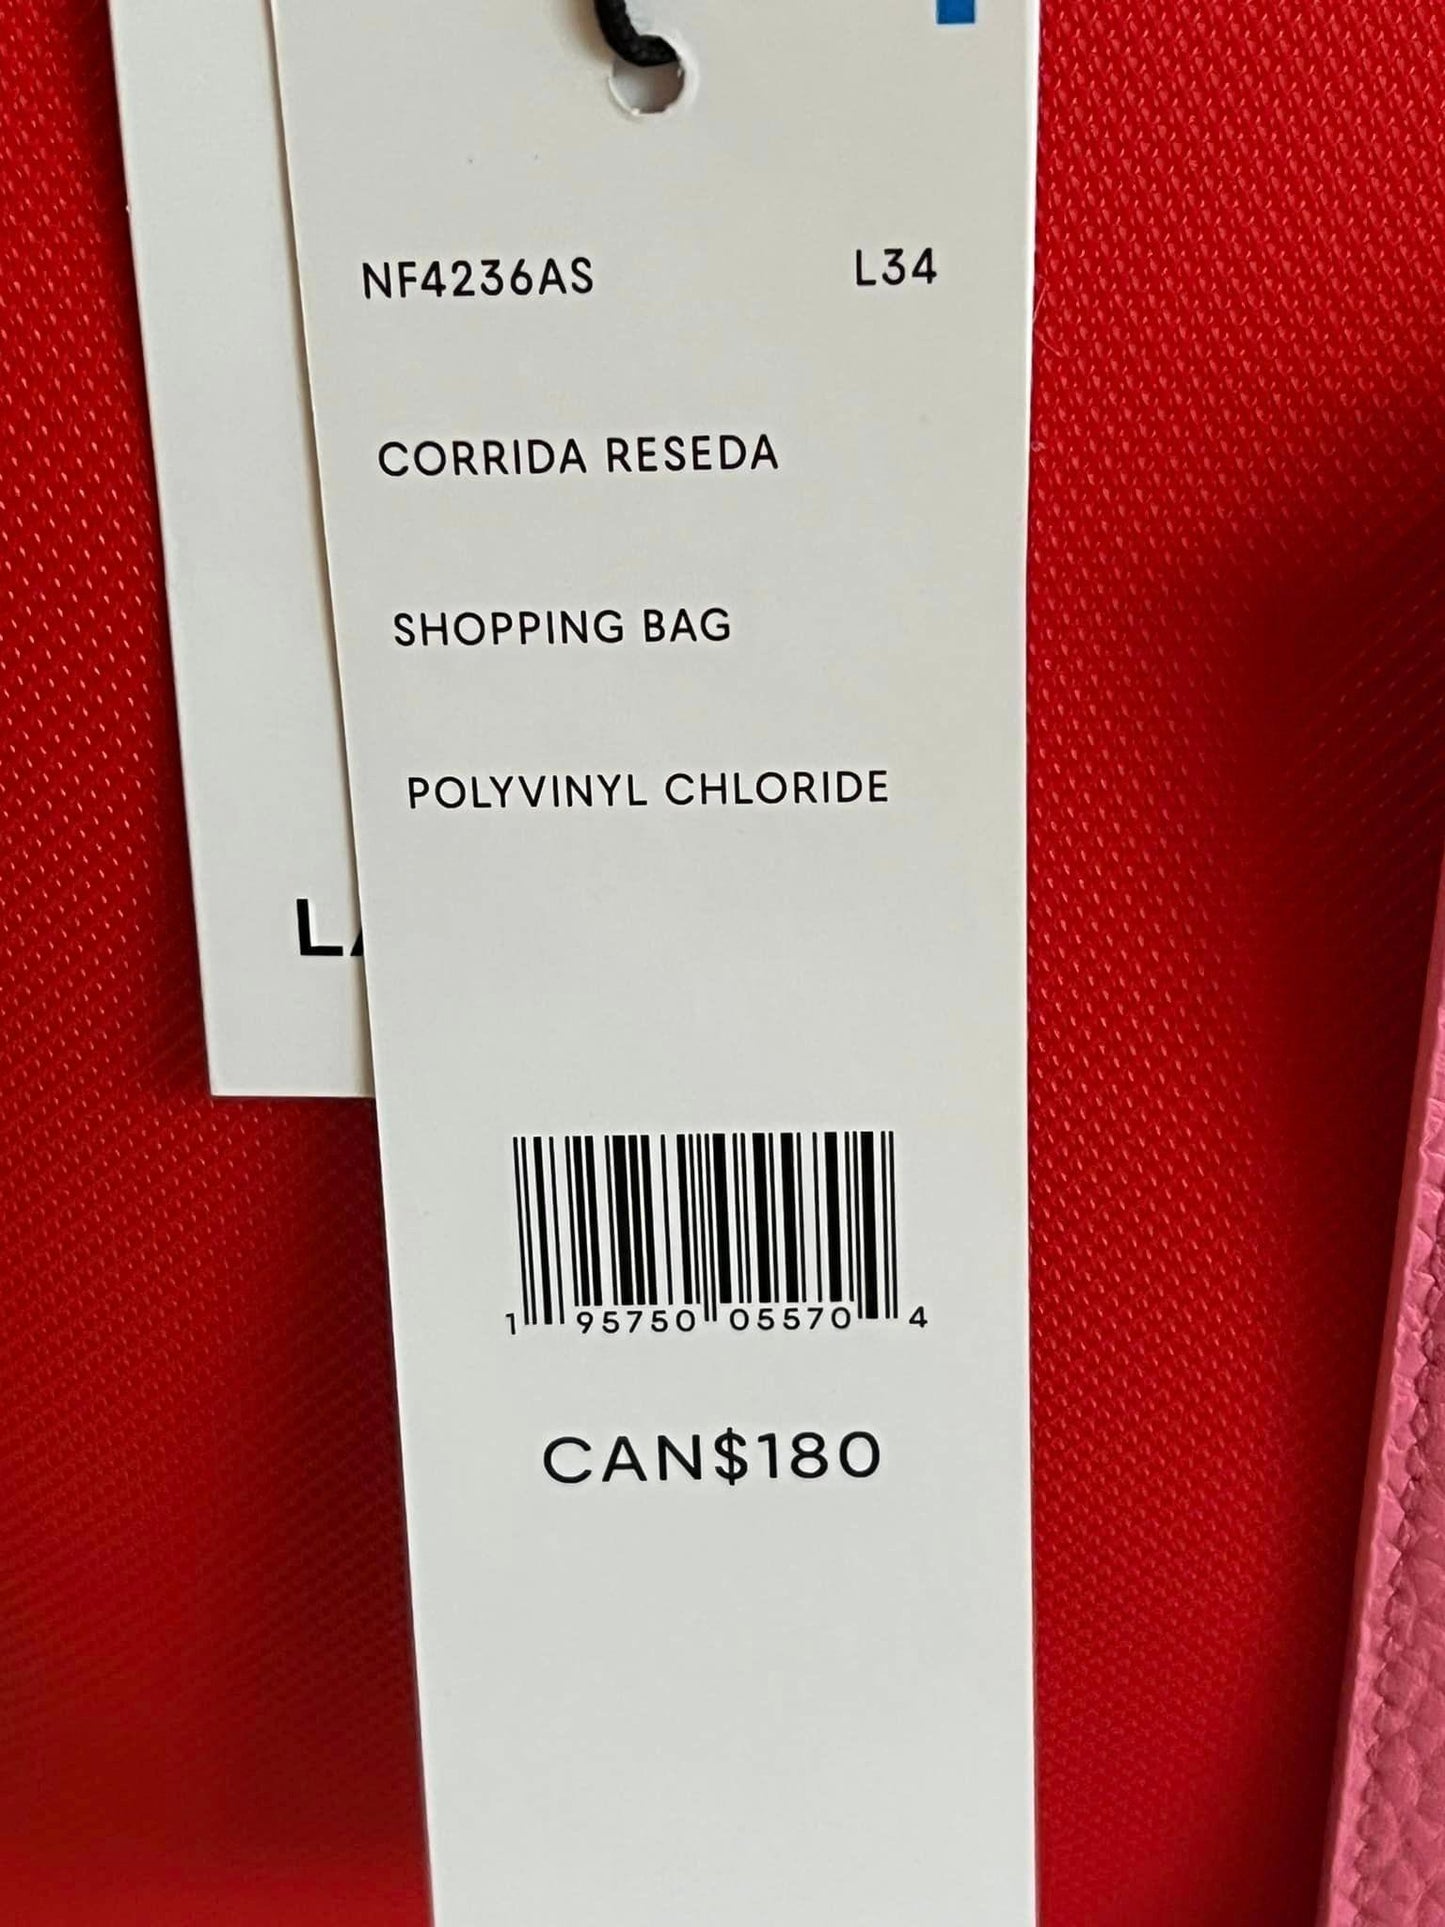 NF4236AS L34
CORRIDA RESEDA
SHOPPING BAG
POLYVINYL CHLORIDE
1 95750 05570 4
CAN$180